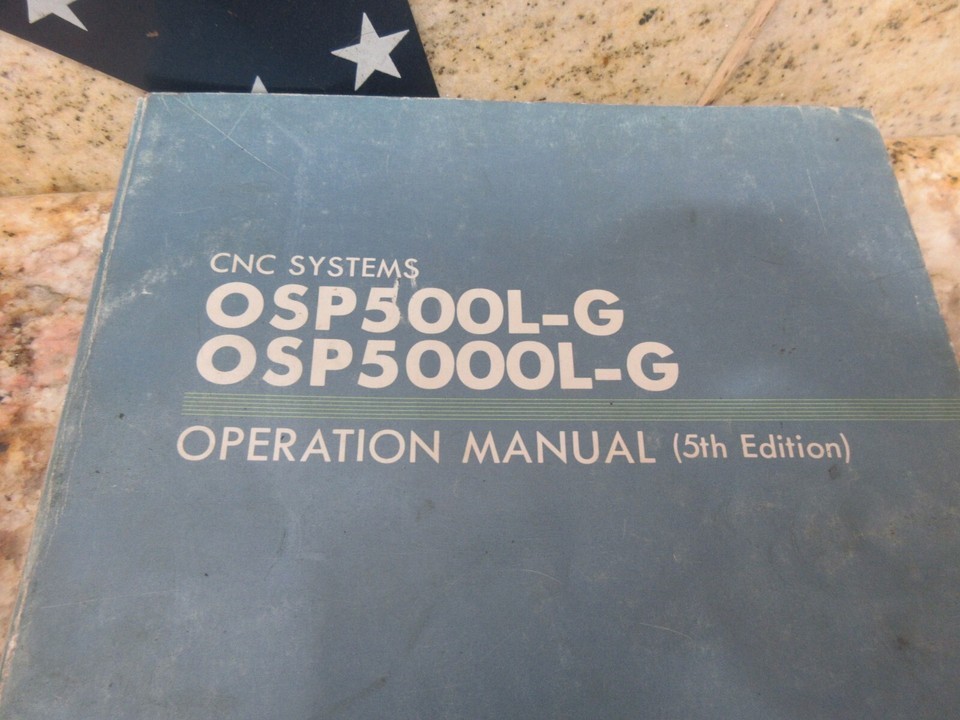 CNC SYSTEMS
OSP500L-G
OSP5000L-G
OPERATION MANUAL (5th Edition)